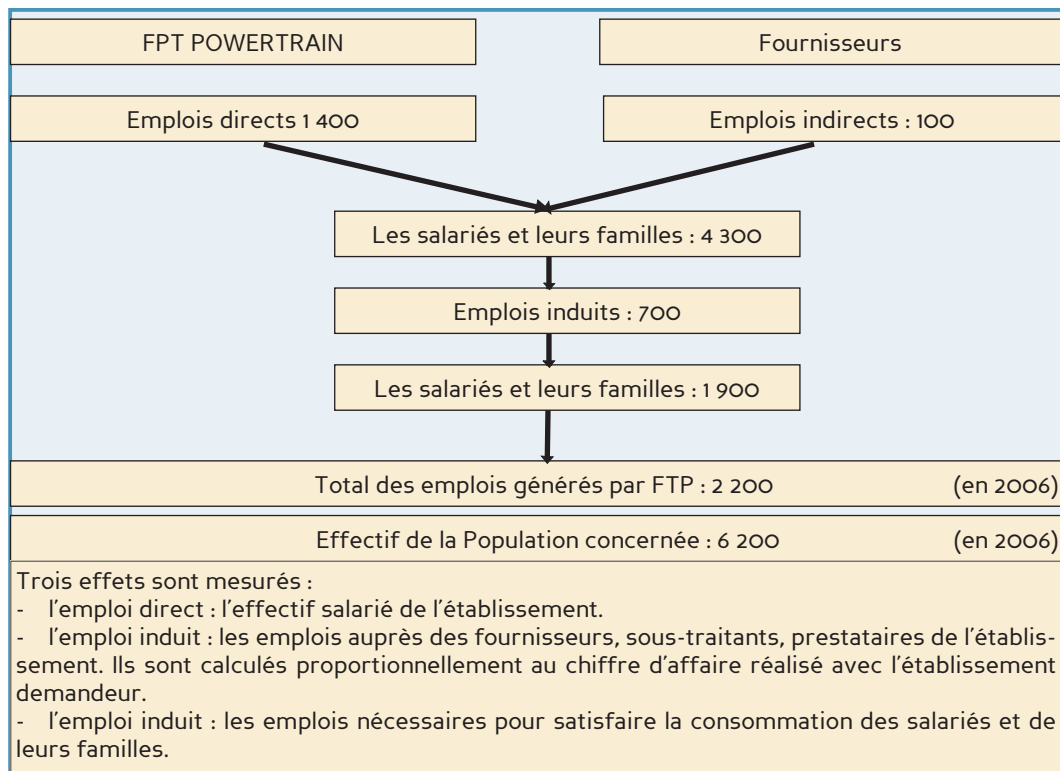 FPT POWERTRAIN
Fournisseurs
Emplois directs 1 400
Emplois indirects : 100
Les salariés et leurs familles : 4 300
Emplois induits : 700
Les salariés et leurs familles : 1 900
Total des emplois générés par FTP : 2 200 (en 2006)
Effectif de la Population concernée : 6 200 (en 2006)
Trois effets sont mesurés :
- l'emploi direct : l'effectif salarié de l'établissement.
- l'emploi induit : les emplois auprès des fournisseurs, sous-traitants, prestataires de l'établis-
sement. Ils sont calculés proportionnellement au chiffre d'affaire réalisé avec l'établissement
demandeur.
- l'emploi induit : les emplois nécessaires pour satisfaire la consommation des salariés et de
leurs familles.